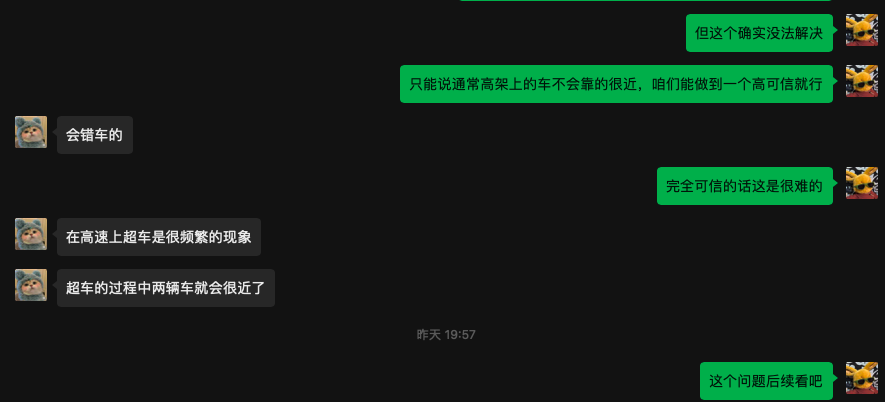 但这个确实没法解决
只能说通常高架上的车不会靠的很近，咱们能做到一个高可信就行
会错车的
完全可信的话这是很难的
在高速上超车是很频繁的现象
超车的过程中两辆车就会很近了
昨天 19:57
这个问题后续看吧